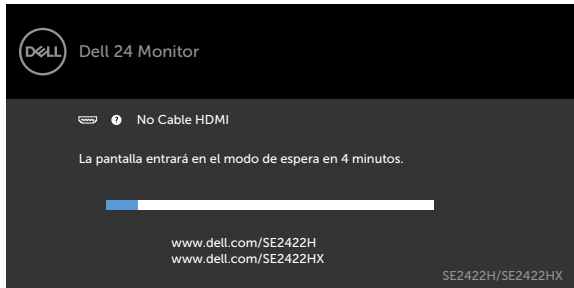 DELL
Dell 24 Monitor
? No Cable HDMI
La pantalla entrará en el modo de espera en 4 minutos.
www.dell.com/SE2422H
www.dell.com/SE2422HX
SE2422H/SE2422HX